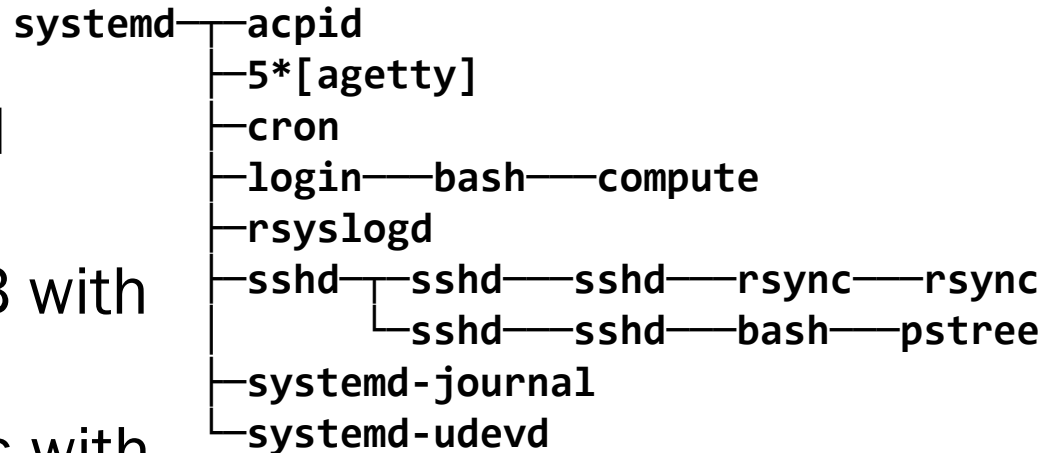 systemd─┬─acpid
├─5*[agetty]
├─cron
├─login───bash───compute
├─rsyslogd
├─sshd─┬─sshd───sshd───rsync───rsync
│ └─sshd───sshd───bash───pstree
├─systemd-journal
└─systemd-udevd
with
with